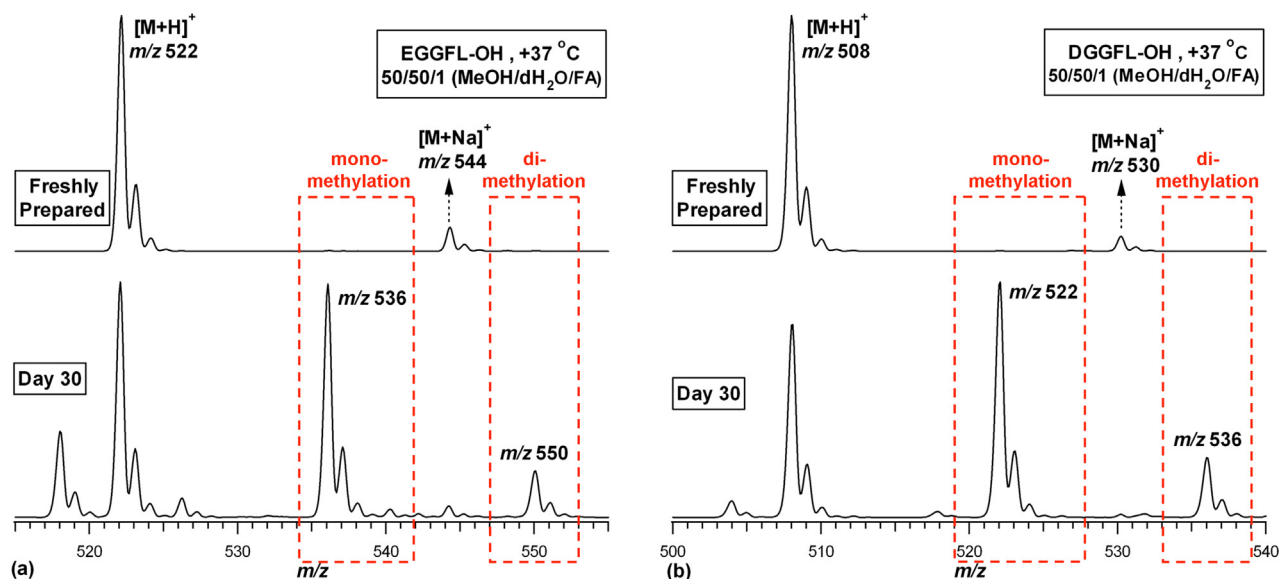 [M+H]+
m/z 522
EGGFL-OH , +37 °C
50/50/1 (MeOH/dH2O/FA)
[M+Na]+
m/z 544
mono-
methylation
di-
methylation
Freshly
Prepared
m/z 536
Day 30
m/z 550
520
530
540
550
(a)
m/z
[M+H]+
m/z 508
DGGFL-OH , +37 °C
50/50/1 (MeOH/dH2O/FA)
[M+Na]+
m/z 530
mono-
methylation
di-
methylation
Freshly
Prepared
m/z 522
Day 30
m/z 536
500
510
520
530
540
(b)
m/z